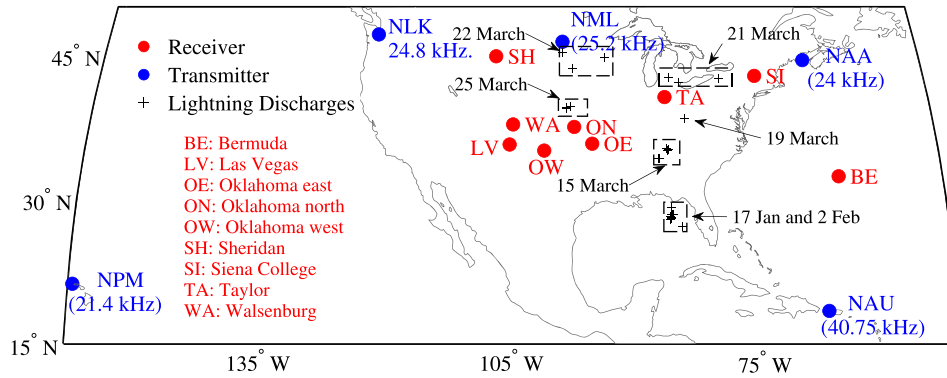 NLK
24.8 kHz.
22 March
NML
(25.2 kHz)
21 March
NAA
(24 kHz)
45° N
Receiver
Transmitter
Lightning Discharges
SH
SI
25 March
TA
19 March
WA
ON
LV
OW
OE
15 March
BE
BE: Bermuda
LV: Las Vegas
OE: Oklahoma east
ON: Oklahoma north
OW: Oklahoma west
SH: Sheridan
SI: Siena College
TA: Taylor
WA: Walsenburg
30° N
17 Jan and 2 Feb
NPM
(21.4 kHz)
NAU
(40.75 kHz)
15° N
135° W
105° W
75° W